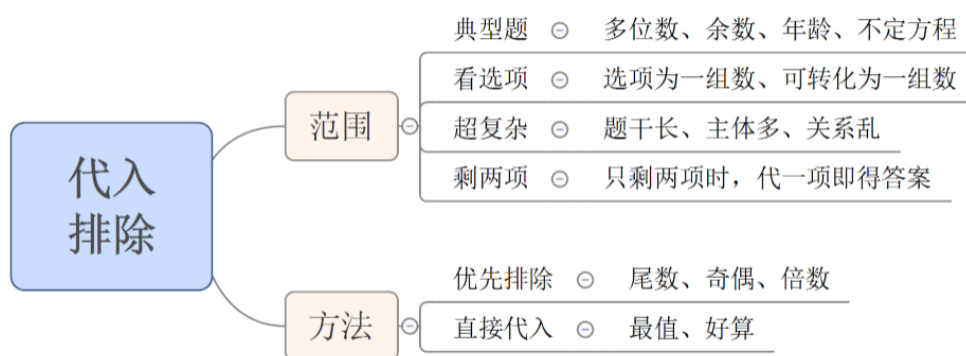 代入
排除
范围
典型题 多位数、余数、年龄、不定方程
看选项 选项为一组数、可转化为一组数
超复杂 题干长、主体多、关系乱
剩两项 只剩两项时，代一项即得答案
方法
优先排除 尾数、奇偶、倍数
直接代入 最值、好算